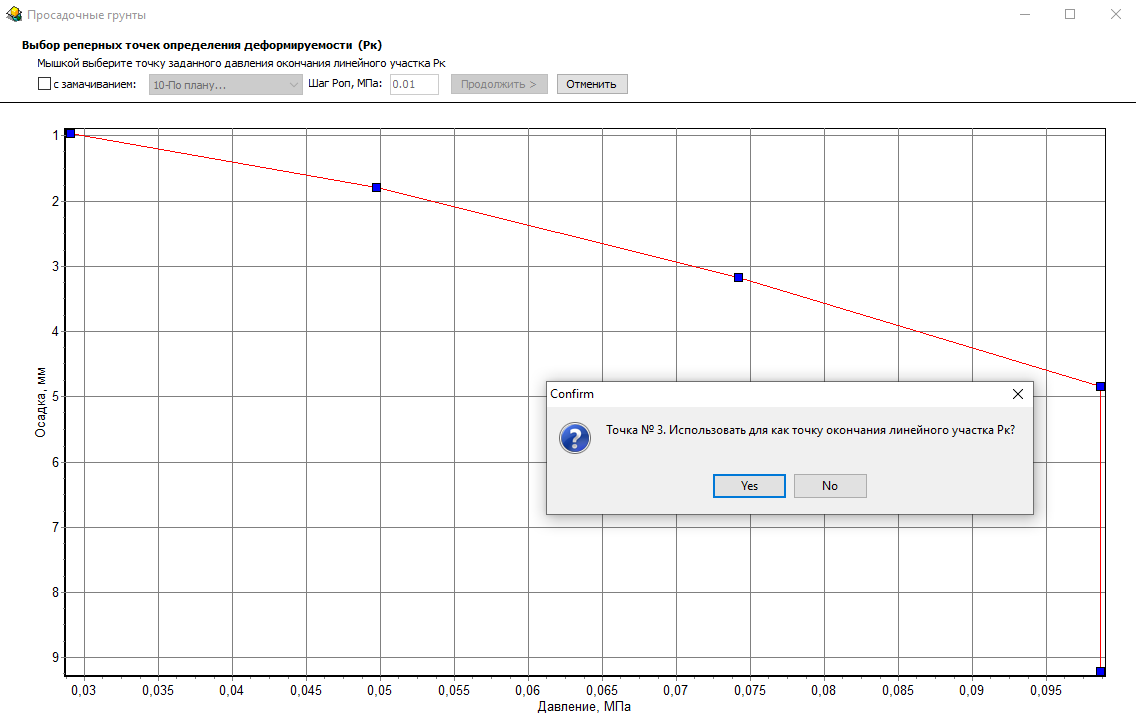 Просадочные грунты
Выбор реперных точек определения деформируемости (Рк)
Мышкой выберите точку заданного давления окончания линейного участка Рк
с замачиванием: 10-По плану... Шаг Роп, МПа: 0.01 Продолжить > Отменить
1
2
3
4
5
6
7
8
9
Осадка, мм
Confirm
Точка № 3. Использовать для как точку окончания линейного участка Рк?
Yes No
0,03 0,035 0,04 0,045 0,05 0,055 0,06 0,065 0,07 0,075 0,08 0,085 0,09 0,095
Давление, МПа